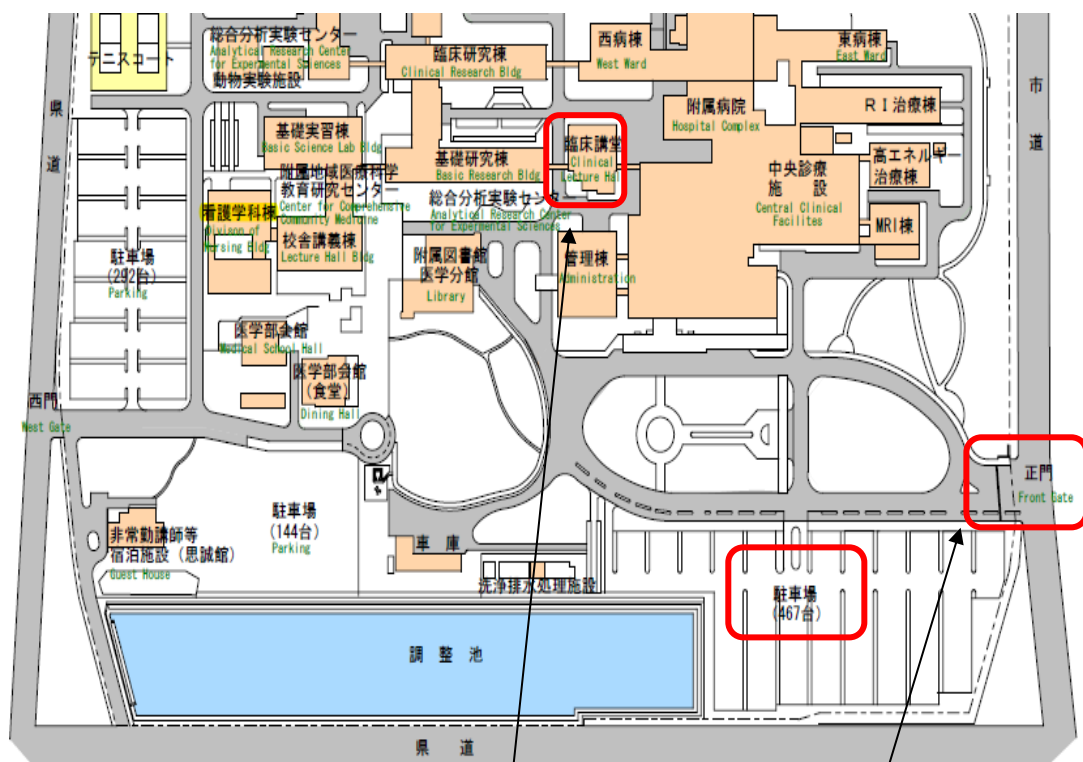 総合分析実験センター
Analytical Research Center
for Expermental Sciences
動物実験施設
テニスコート
臨床研究棟
Clinical Research Bldg
西病棟
West Ward
東病棟
East Ward
附属病院
Hospital Complex
ＲＩ治療棟
県
道
市
道
基礎実習棟
Basic Science Lab Bldg
基礎研究棟
Basic Research Bldg
臨床講堂
Clinical
Lecture Hall
中央診療
施設
Central Clinical
Facilites
高エネルギー
治療棟
MRI棟
附属地域医療科学
教育研究センター
Center for Comprehensive
Community Medicine
看護学科棟
Divison of
Nursing Bldg
校舎講義棟
Lecture Hall Bldg
総合分析実験センター
Analytical Research Center
for Expermental Sciences
附属図書館
医学分館
Library
管理棟
Administration
駐車場
(292台)
Parking
医学部会館
Medical School Hall
医学部会館
(食堂)
Dining Hall
西門
West Gate
正門
Front Gate
非常勤講師等
宿泊施設（思誠館）
Guest House
駐車場
(144台)
Parking
車庫
洗浄排水処理施設
駐車場
(467台)
調整池
県道